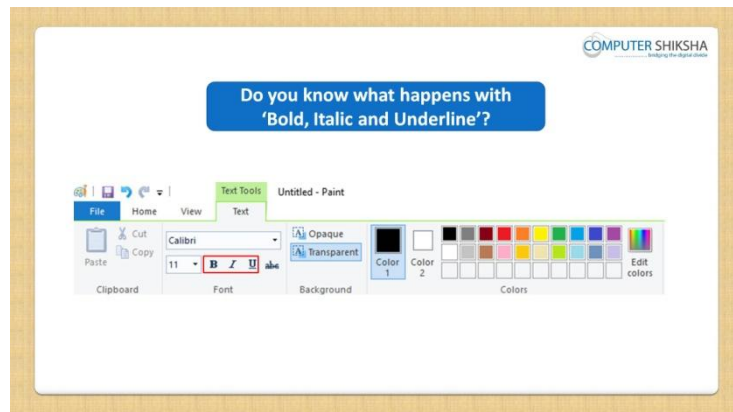 COMPUTER SHIKSHA
bridging the digital divide
Do you know what happens with
‘Bold, Italic and Underline’?
Text Tools Untitled - Paint
File Home View Text
Paste
Cut
Copy
Clipboard
Calibri
11 B I U abc
Font
Opaque
Transparent
Background
Color 1
Color 2
Edit colors
Colors